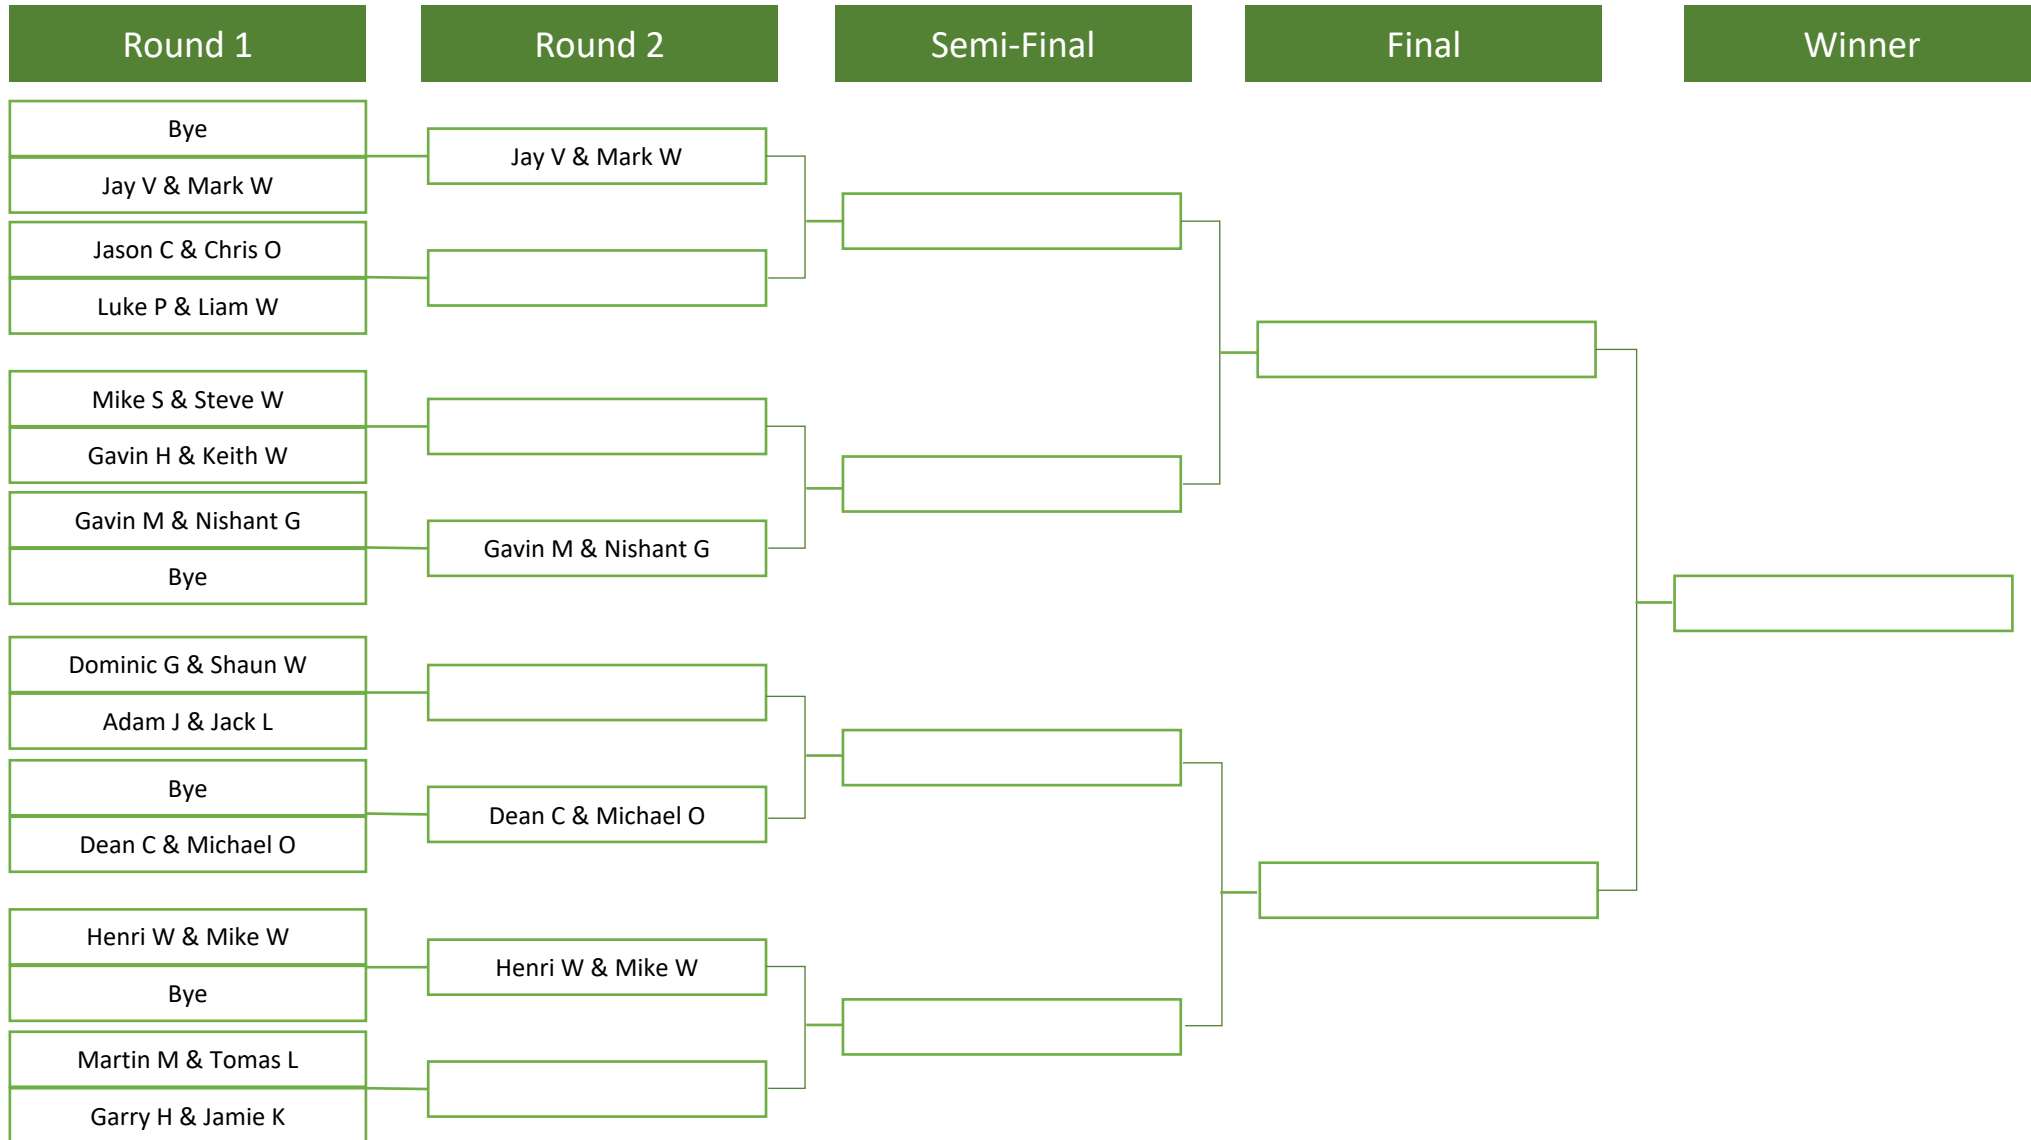 Round 1
Round 2
Semi-Final
Final
Winner
Bye
Jay V & Mark W
Jason C & Chris O
Luke P & Liam W
Mike S & Steve W
Gavin H & Keith W
Gavin M & Nishant G
Bye
Dominic G & Shaun W
Adam J & Jack L
Bye
Dean C & Michael O
Henri W & Mike W
Bye
Martin M & Tomas L
Garry H & Jamie K
Jay V & Mark W
Gavin M & Nishant G
Dean C & Michael O
Henri W & Mike W